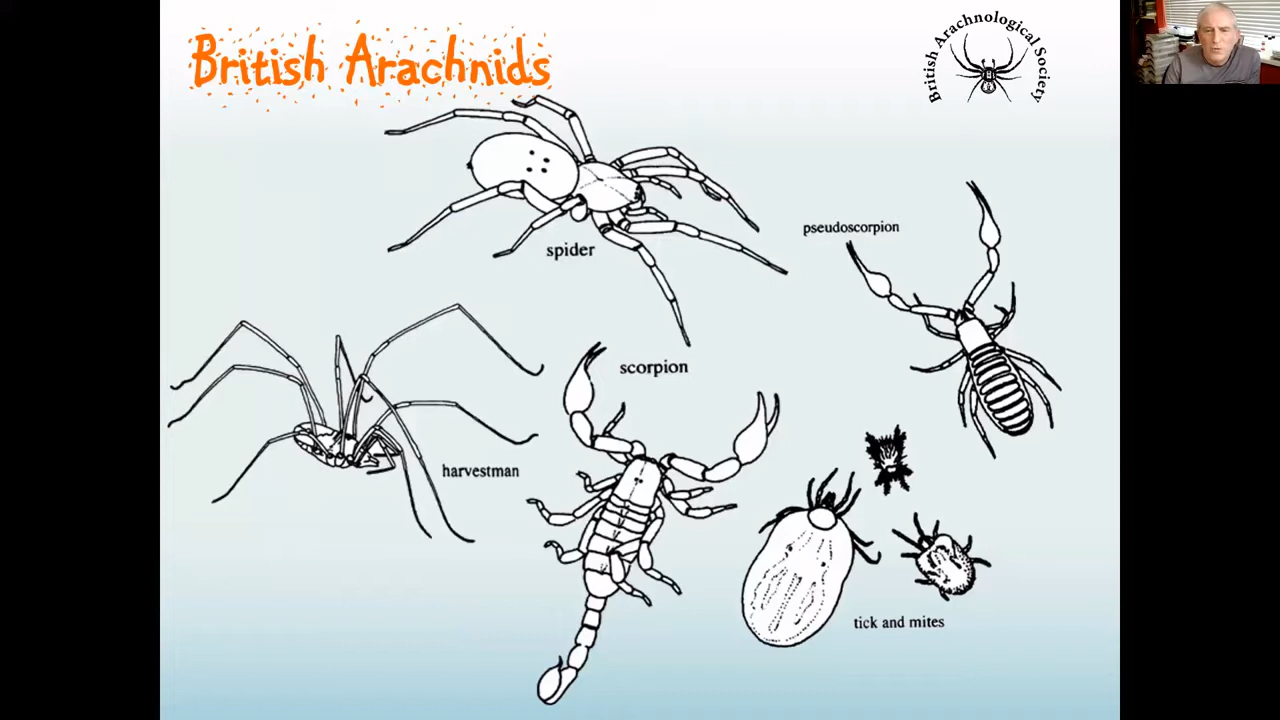 British Arachnids
British Arachnological Society
spider
pseudoscorpion
scorpion
harvestman
tick and mites